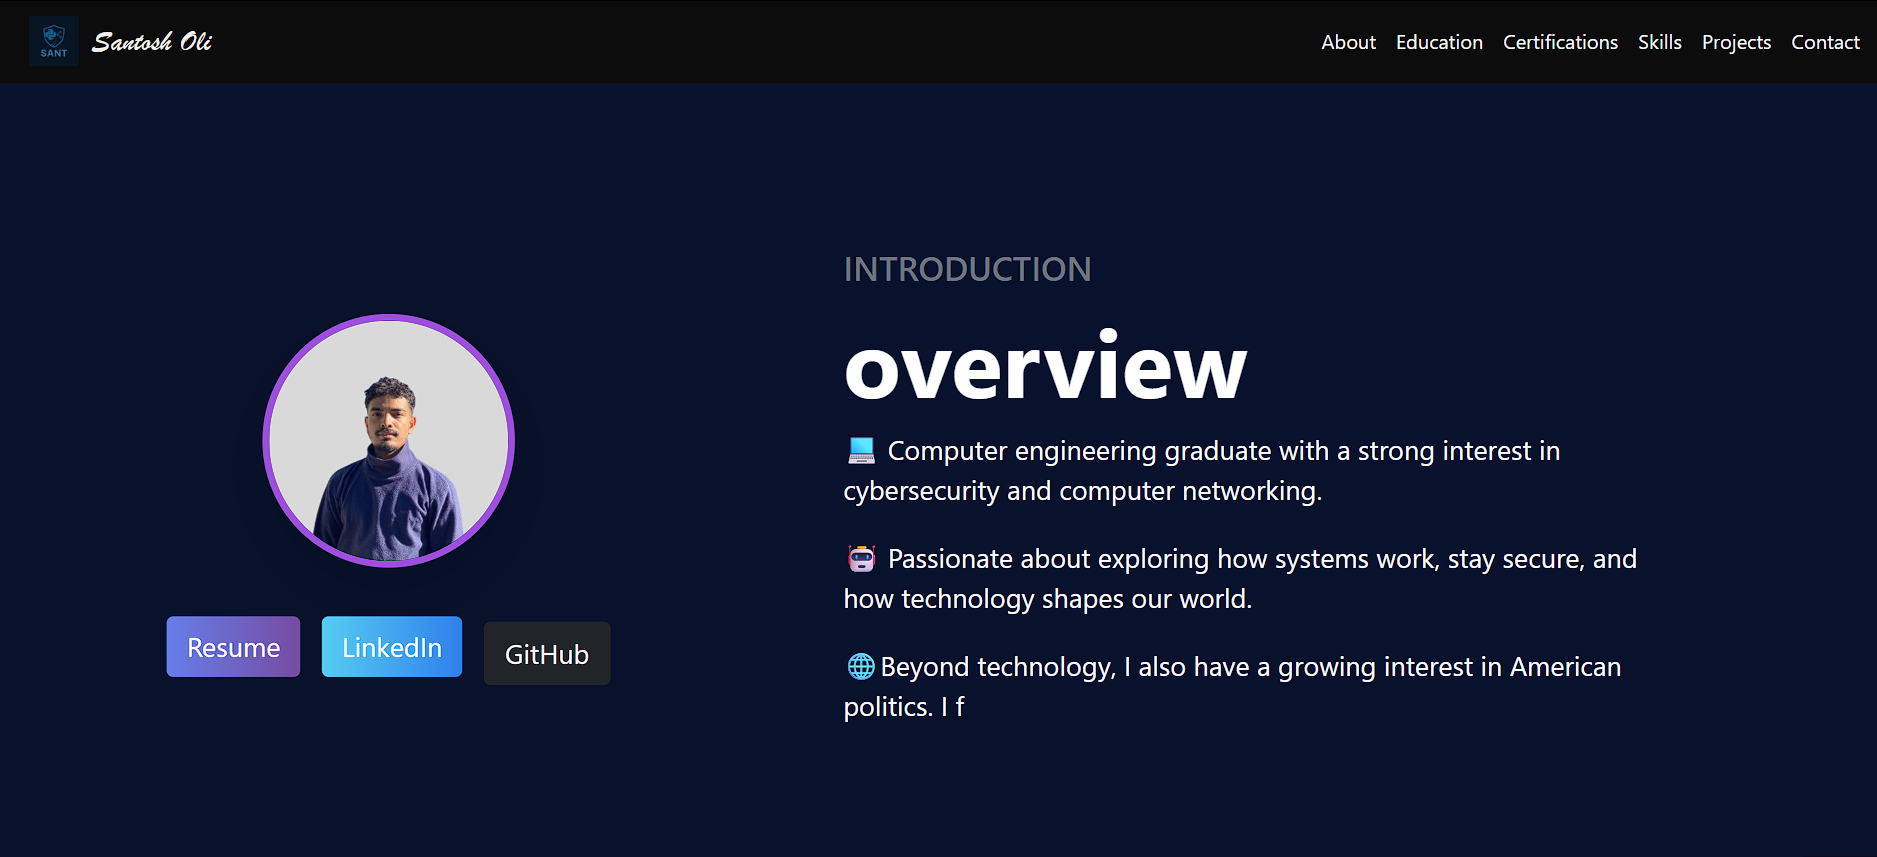 SANT
Santosh Oli
About Education Certifications Skills Projects Contact
INTRODUCTION
overview
💻 Computer engineering graduate with a strong interest in
cybersecurity and computer networking.
🤖 Passionate about exploring how systems work, stay secure, and
how technology shapes our world.
🌐Beyond technology, I also have a growing interest in American
politics. I f
Resume LinkedIn GitHub